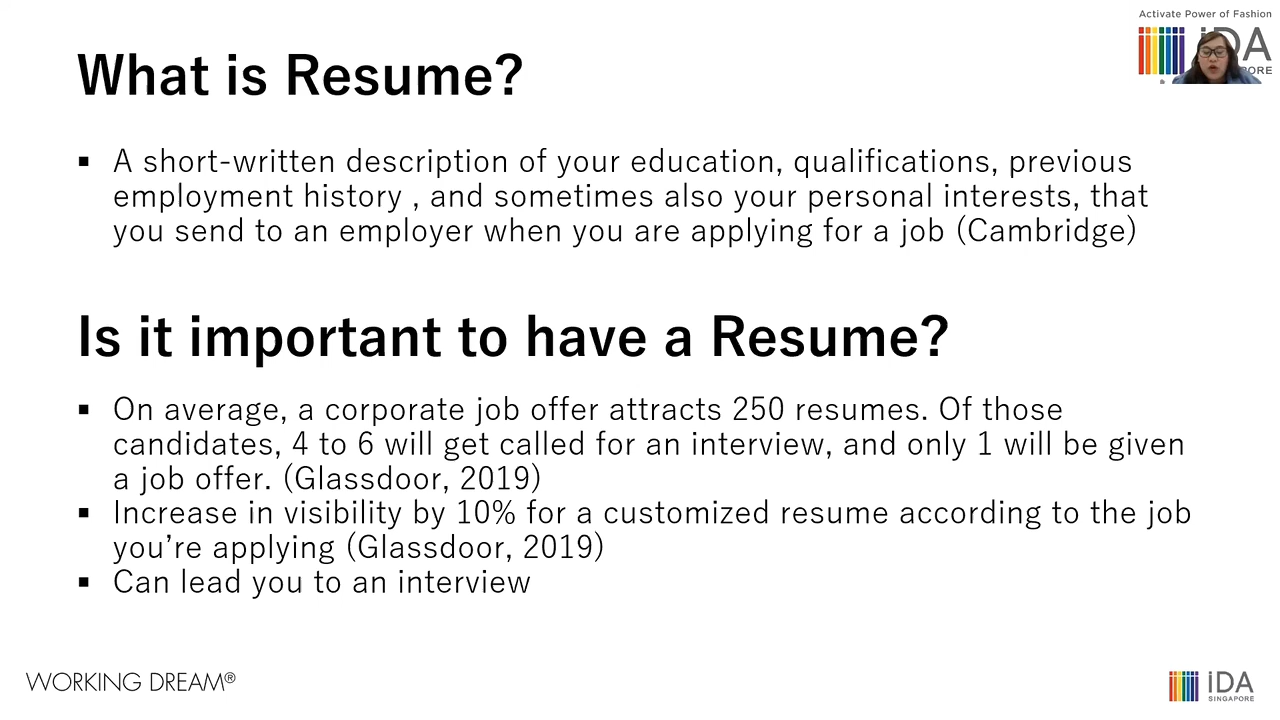 Activate Power of Fashion
What is Resume?
▪ A short-written description of your education, qualifications, previous
employment history , and sometimes also your personal interests, that
you send to an employer when you are applying for a job (Cambridge)
Is it important to have a Resume?
▪ On average, a corporate job offer attracts 250 resumes. Of those
candidates, 4 to 6 will get called for an interview, and only 1 will be given
a job offer. (Glassdoor, 2019)
▪ Increase in visibility by 10% for a customized resume according to the job
you’re applying (Glassdoor, 2019)
▪ Can lead you to an interview
WORKING DREAM®
iDA
SINGAPORE